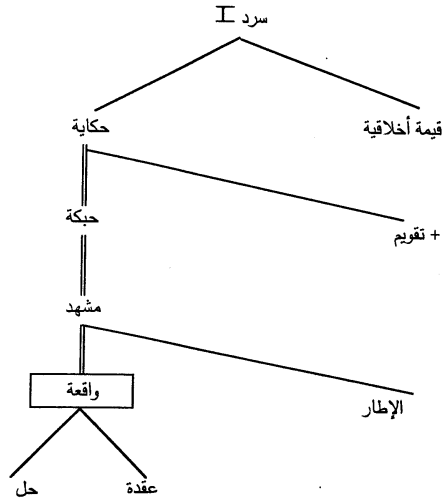 سرد I
قيمة أخلاقية
حكاية
حبكة
+ تقويم
مشهد
واقعة
الإطار
عقدة
حل